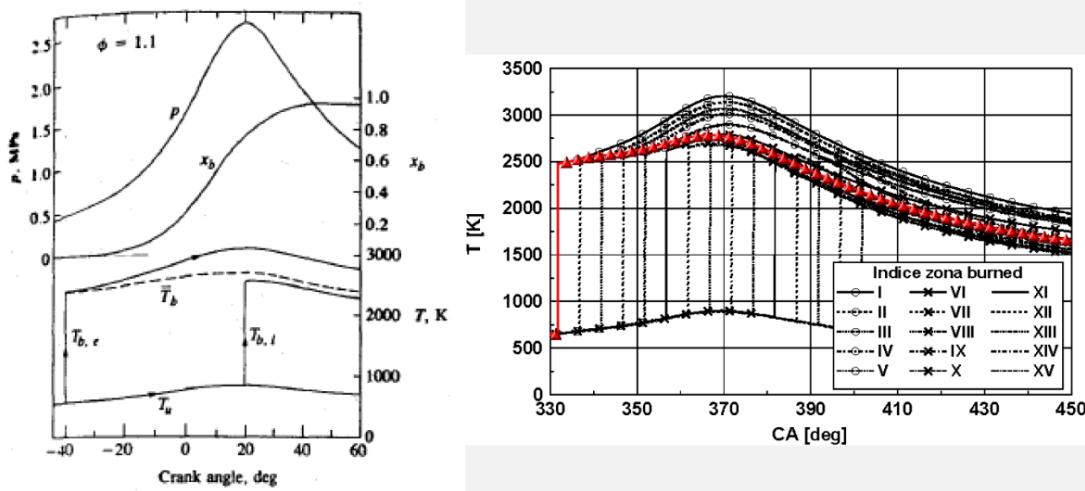 ϕ = 1.1
2.5
2.0
1.5
1.0
0.5
0
p, MPa
p
x_b
1.0
0.8
0.6
0.4
0.2
0
x_b
3000
2000
1000
0
T, K
T̅_b
T_{b, e}
T_{b, l}
T_u
-40 -20 0 20 40 60
Crank angle, deg
3500
3000
2500
2000
1500
1000
500
0
T [K]
330 350 370 390 410 430 450
CA [deg]
Indice zona burned
I VI XI
II VII XII
III VIII XIII
IV IX XIV
V X XV